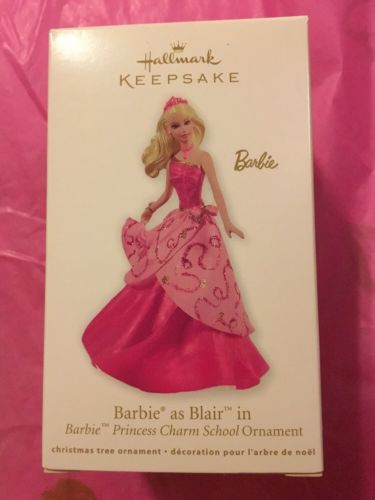 Hallmark
KEEPSAKE
Barbie
Barbie® as Blair™ in
Barbie™ Princess Charm School Ornament
christmas tree ornament • décoration pour l'arbre de noël